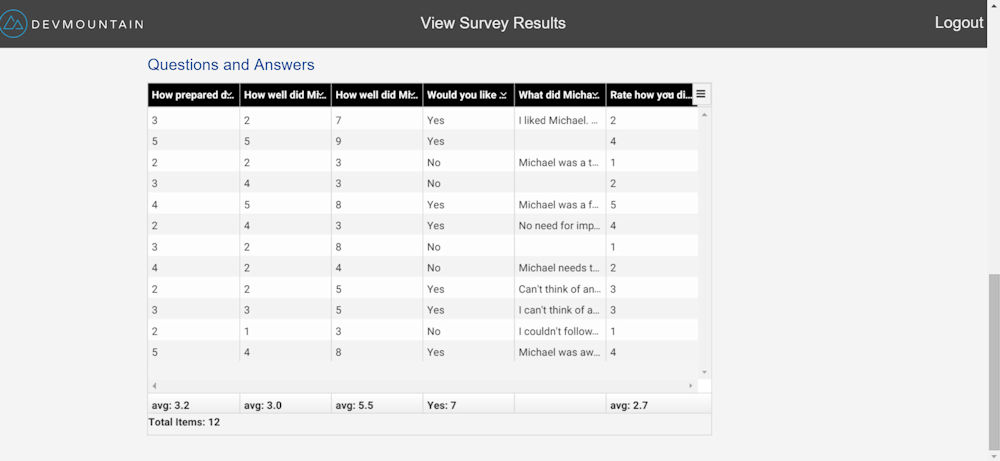 DEVMOUNTAIN View Survey Results Logout
Questions and Answers
How prepared d... How well did Mi... How well did Mi... Would you like ... What did Micha... Rate how you di...
3 2 7 Yes I liked Michael. ... 2
5 5 9 Yes 4
2 2 3 No Michael was a t... 1
3 4 3 No 2
4 5 8 Yes Michael was a f... 5
2 4 3 Yes No need for imp... 4
3 2 8 No 1
4 2 4 No Michael needs t... 2
2 2 5 Yes Can't think of an... 3
3 3 5 Yes I can't think of a... 3
2 1 3 No I couldn't follow... 1
5 4 8 Yes Michael was aw... 4
avg: 3.2 avg: 3.0 avg: 5.5 Yes: 7 avg: 2.7
Total Items: 12